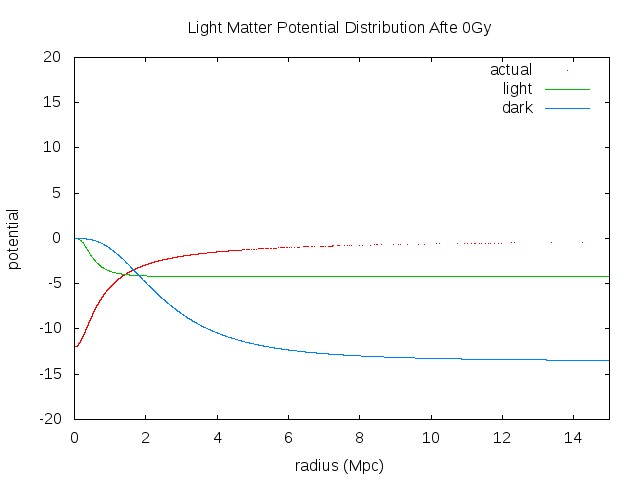 Light Matter Potential Distribution Afte 0Gy
actual
light
dark
20
15
10
5
0
-5
-10
-15
-20
potential
0 2 4 6 8 10 12 14
radius (Mpc)